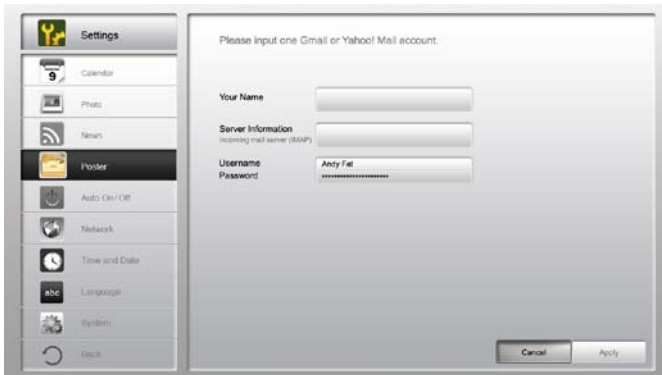 Settings
9
Calendar
Photo
News
Poster
Auto On / Off
Network
Time and Date
abc
Language
System
Back
Please input one Gmail or Yahoo! Mail account.
Your Name
Server Information
Incoming mail server (IMAP)
Username
Andy Fat
Password
Cancel
Apply